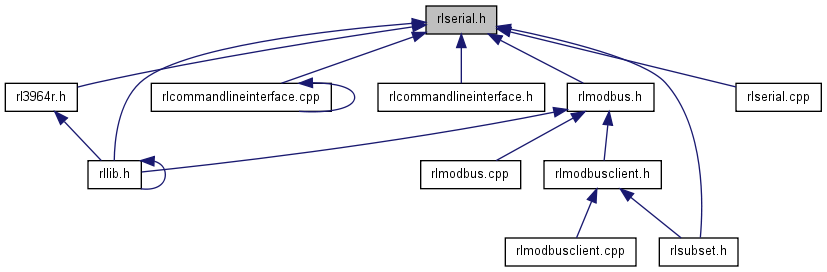 rlserial.h
rl3964r.h
rlcommandlineinterface.cpp
rlcommandlineinterface.h
rlmodbus.h
rlserial.cpp
rllib.h
rlmodbus.cpp
rlmodbusclient.h
rlmodbusclient.cpp
rlsubset.h